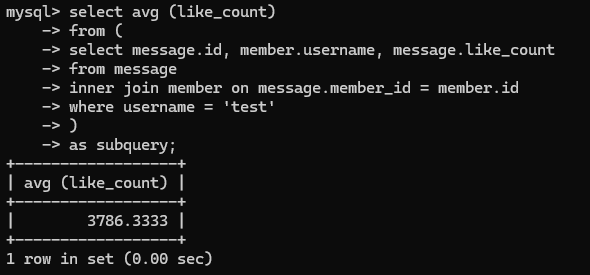 mysql> select avg (like_count)
    -> from (
    -> select message.id, member.username, message.like_count
    -> from message
    -> inner join member on message.member_id = member.id
    -> where username = 'test'
    -> )
    -> as subquery;
+------------------+
| avg (like_count) |
+------------------+
|        3786.3333 |
+------------------+
1 row in set (0.00 sec)